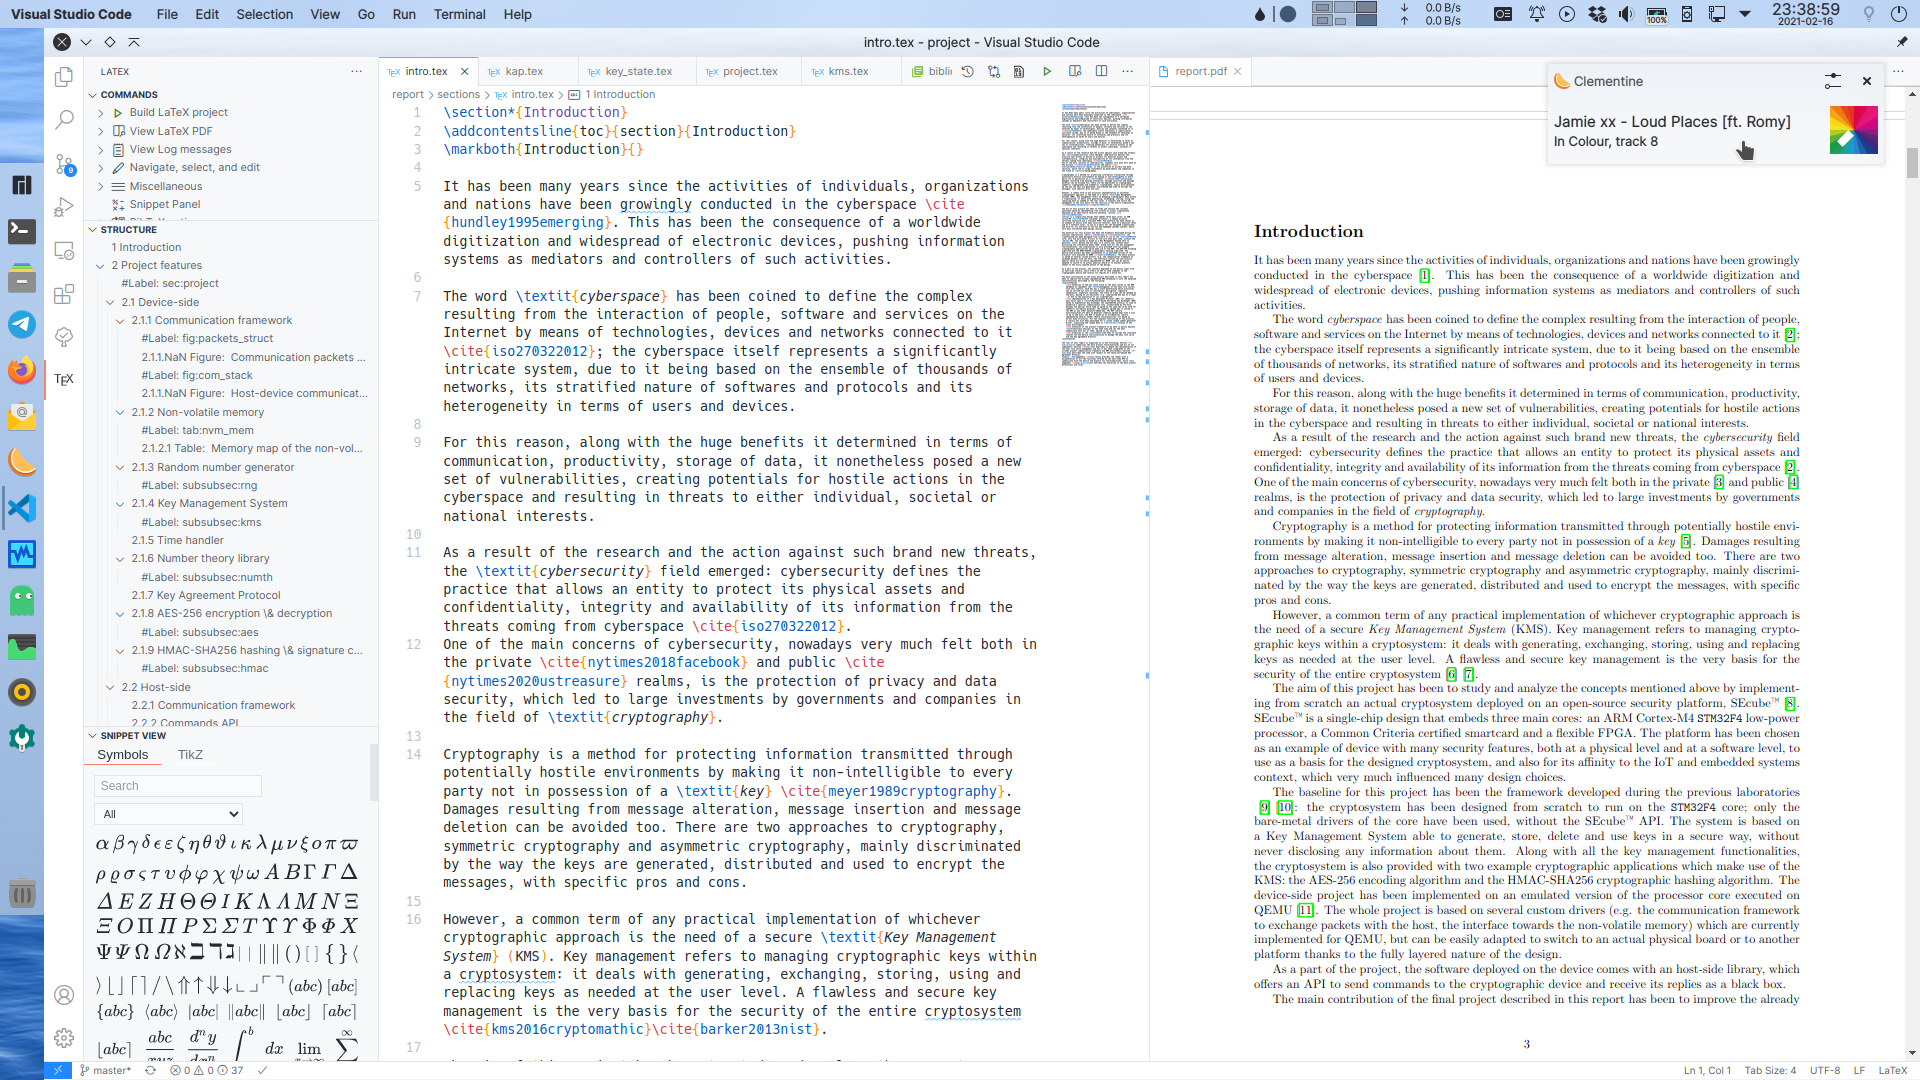 Visual Studio Code File Edit Selection View Go Run Terminal Help
0.0 B/s
0.0 B/s
100%
23:38:59
2021-02-16
intro.tex - project - Visual Studio Code
LATEX
COMMANDS
Build LaTeX project
View LaTeX PDF
View Log messages
Navigate, select, and edit
Miscellaneous
Snippet Panel
STRUCTURE
1 Introduction
2 Project features
#Label: sec:project
2.1 Device-side
2.1.1 Communication framework
#Label: fig:packets_struct
2.1.1.NaN Figure: Communication packets ...
#Label: fig:com_stack
2.1.1.NaN Figure: Host-device communicat...
2.1.2 Non-volatile memory
#Label: tab:nvm_mem
2.1.2.1 Table: Memory map of the non-vol...
2.1.3 Random number generator
#Label: subsubsec:rng
2.1.4 Key Management System
#Label: subsubsec:kms
2.1.5 Time handler
2.1.6 Number theory library
#Label: subsubsec:numth
2.1.7 Key Agreement Protocol
2.1.8 AES-256 encryption \& decryption
#Label: subsubsec:aes
2.1.9 HMAC-SHA256 hashing \& signature c...
#Label: subsubsec:hmac
2.2 Host-side
2.2.1 Communication framework
2.2.2 Commands API
SNIPPET VIEW
Symbols TikZ
Search
All
intro.tex kap.tex key_state.tex project.tex kms.tex bibli
report > sections > intro.tex > 1 Introduction
1 \section*{Introduction}
2 \addcontentsline{toc}{section}{Introduction}
3 \markboth{Introduction}{}
4
5 It has been many years since the activities of individuals, organizations
and nations have been growingly conducted in the cyberspace \cite
{hundley1995emerging}. This has been the consequence of a worldwide
digitization and widespread of electronic devices, pushing information
systems as mediators and controllers of such activities.
6
7 The word \textit{cyberspace} has been coined to define the complex
resulting from the interaction of people, software and services on the
Internet by means of technologies, devices and networks connected to it
\cite{iso270322012}; the cyberspace itself represents a significantly
intricate system, due to it being based on the ensemble of thousands of
networks, its stratified nature of softwares and protocols and its
heterogeneity in terms of users and devices.
8
9 For this reason, along with the huge benefits it determined in terms of
communication, productivity, storage of data, it nonetheless posed a new
set of vulnerabilities, creating potentials for hostile actions in the
cyberspace and resulting in threats to either individual, societal or
national interests.
10
11 As a result of the research and the action against such brand new threats,
the \textit{cybersecurity} field emerged: cybersecurity defines the
practice that allows an entity to protect its physical assets and
confidentiality, integrity and availability of its information from the
threats coming from cyberspace \cite{iso270322012}.
12 One of the main concerns of cybersecurity, nowadays very much felt both in
the private \cite{nytimes2018facebook} and public \cite
{nytimes2020ustreasure} realms, is the protection of privacy and data
security, which led to large investments by governments and companies in
the field of \textit{cryptography}.
13
14 Cryptography is a method for protecting information transmitted through
potentially hostile environments by making it non-intelligible to every
party not in possession of a \textit{key} \cite{meyer1989cryptography}.
Damages resulting from message alteration, message insertion and message
deletion can be avoided too. There are two approaches to cryptography,
symmetric cryptography and asymmetric cryptography, mainly discriminated
by the way the keys are generated, distributed and used to encrypt the
messages, with specific pros and cons.
15
16 However, a common term of any practical implementation of whichever
cryptographic approach is the need of a secure \textit{Key Management
System} (KMS). Key management refers to managing cryptographic keys within
a cryptosystem: it deals with generating, exchanging, storing, using and
replacing keys as needed at the user level. A flawless and secure key
management is the very basis for the security of the entire cryptosystem
\cite{kms2016cryptomathic}\cite{barker2013nist}.
17
report.pdf
Clementine
Jamie xx - Loud Places [ft. Romy]
In Colour, track 8
Introduction
It has been many years since the activities of individuals, organizations and nations have been growingly
conducted in the cyberspace [1]. This has been the consequence of a worldwide digitization and
widespread of electronic devices, pushing information systems as mediators and controllers of such
activities.
The word cyberspace has been coined to define the complex resulting from the interaction of people,
software and services on the Internet by means of technologies, devices and networks connected to it [2];
the cyberspace itself represents a significantly intricate system, due to it being based on the ensemble
of thousands of networks, its stratified nature of softwares and protocols and its heterogeneity in terms
of users and devices.
For this reason, along with the huge benefits it determined in terms of communication, productivity,
storage of data, it nonetheless posed a new set of vulnerabilities, creating potentials for hostile actions
in the cyberspace and resulting in threats to either individual, societal or national interests.
As a result of the research and the action against such brand new threats, the cybersecurity field
emerged: cybersecurity defines the practice that allows an entity to protect its physical assets and
confidentiality, integrity and availability of its information from the threats coming from cyberspace [2].
One of the main concerns of cybersecurity, nowadays very much felt both in the private [3] and public [4]
realms, is the protection of privacy and data security, which led to large investments by governments
and companies in the field of cryptography.
Cryptography is a method for protecting information transmitted through potentially hostile envi-
ronments by making it non-intelligible to every party not in possession of a key [5]. Damages resulting
from message alteration, message insertion and message deletion can be avoided too. There are two
approaches to cryptography, symmetric cryptography and asymmetric cryptography, mainly discrimi-
nated by the way the keys are generated, distributed and used to encrypt the messages, with specific
pros and cons.
However, a common term of any practical implementation of whichever cryptographic approach is
the need of a secure Key Management System (KMS). Key management refers to managing crypto-
graphic keys within a cryptosystem: it deals with generating, exchanging, storing, using and replacing
keys as needed at the user level. A flawless and secure key management is the very basis for the
security of the entire cryptosystem [6] [7].
The aim of this project has been to study and analyze the concepts mentioned above by implement-
ing from scratch an actual cryptosystem deployed on an open-source security platform, SEcube™ [8].
SEcube™ is a single-chip design that embeds three main cores: an ARM Cortex-M4 STM32F4 low-power
processor, a Common Criteria certified smartcard and a flexible FPGA. The platform has been chosen
as an example of device with many security features, both at a physical level and at a software level, to
use as a basis for the designed cryptosystem, and also for its affinity to the IoT and embedded systems
context, which very much influenced many design choices.
The baseline for this project has been the framework developed during the previous laboratories
[9] [10]: the cryptosystem has been designed from scratch to run on the STM32F4 core; only the
bare-metal drivers of the core have been used, without the SEcube™ API. The system is based on
a Key Management System able to generate, store, delete and use keys in a secure way, without
never disclosing any information about them. Along with all the key management functionalities,
the cryptosystem is also provided with two example cryptographic applications which make use of the
KMS: the AES-256 encoding algorithm and the HMAC-SHA256 cryptographic hashing algorithm. The
device-side project has been implemented on an emulated version of the processor core executed on
QEMU [11]. The whole project is based on several custom drivers (e.g. the communication framework
to exchange packets with the host, the interface towards the non-volatile memory) which are currently
implemented for QEMU, but can be easily adapted to switch to an actual physical board or to another
platform thanks to the fully layered nature of the design.
As a part of the project, the software deployed on the device comes with an host-side library, which
offers an API to send commands to the cryptographic device and receive its replies as a black box.
The main contribution of the final project described in this report has been to improve the already
3
master* 0 0 37
Ln 1, Col 1 Tab Size: 4 UTF-8 LF LaTeX